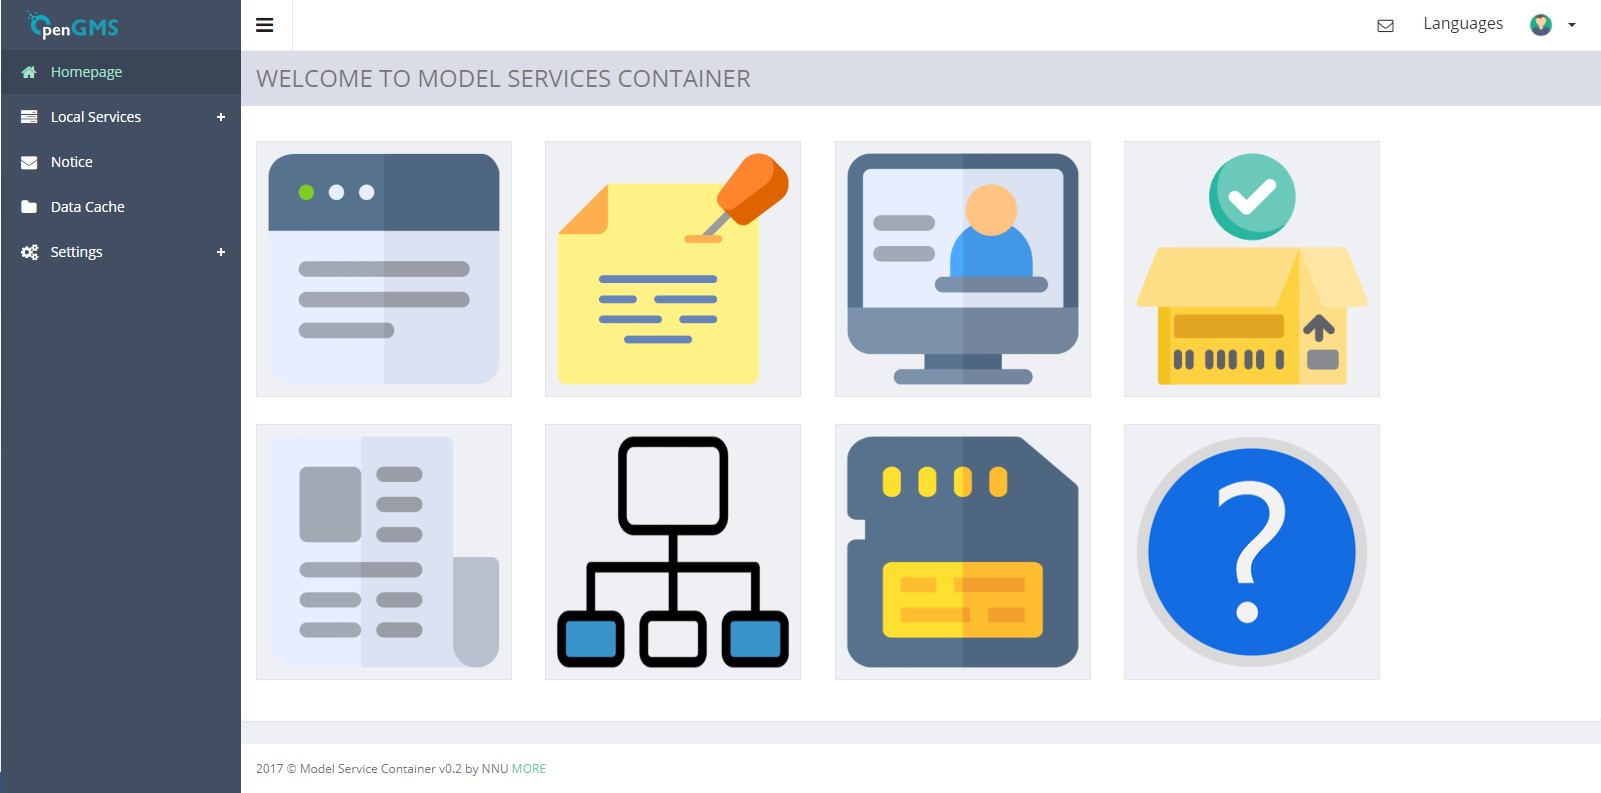 OpenGMS
Languages
Homepage
Local Services
Notice
Data Cache
Settings
WELCOME TO MODEL SERVICES CONTAINER
2017 © Model Service Container v0.2 by NNU MORE